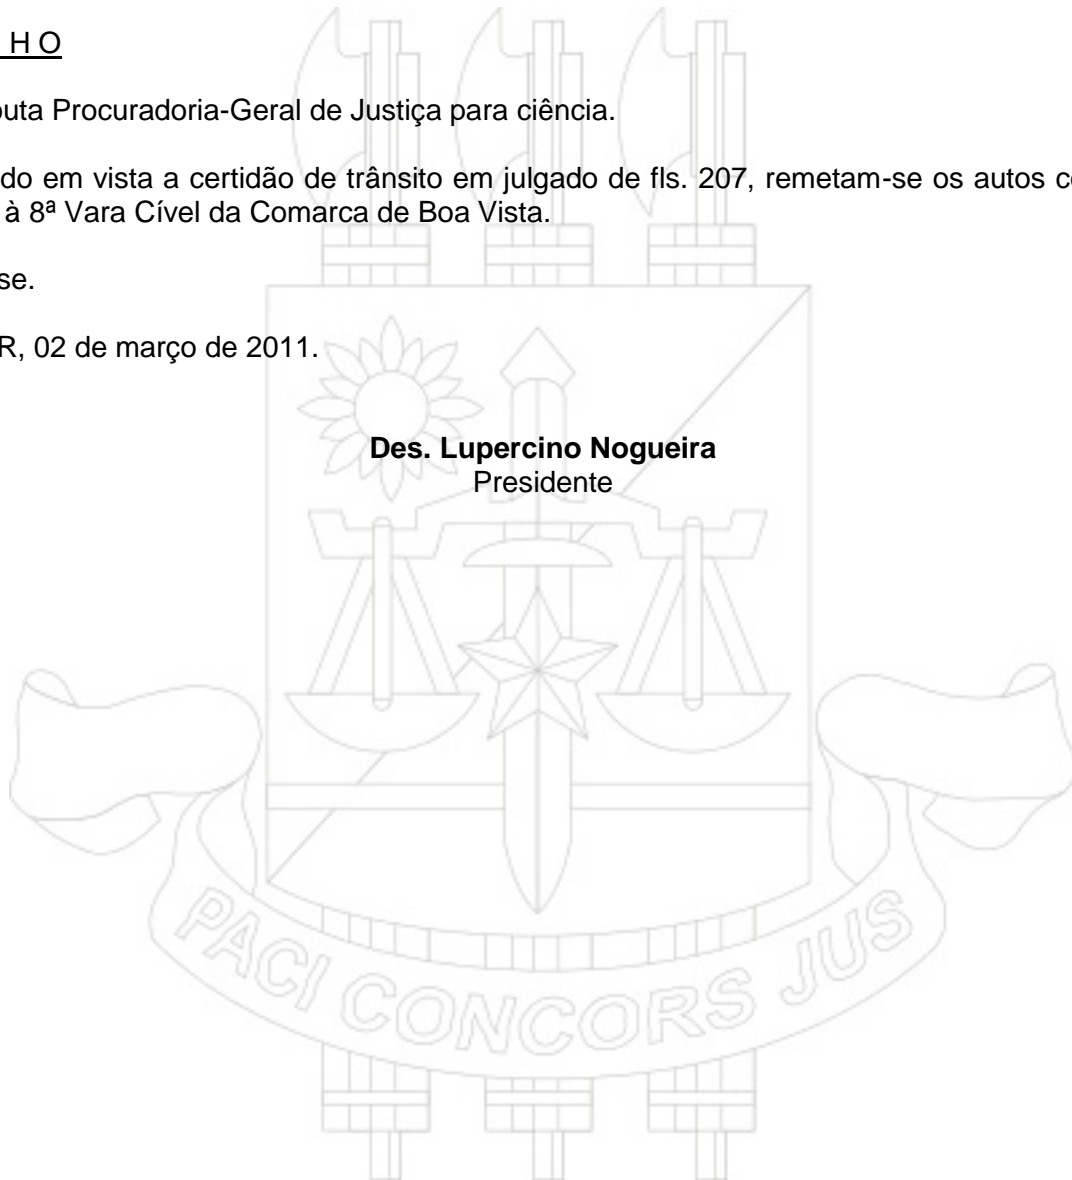 H O
outa Procuradoria-Geral de Justiça para ciência.
do em vista a certidão de trânsito em julgado de fls. 207, remetam-se os autos c
à 8ª Vara Cível da Comarca de Boa Vista.
se.
R, 02 de março de 2011.
Des. Lupercino Nogueira
Presidente
PACI CONCORS JUS